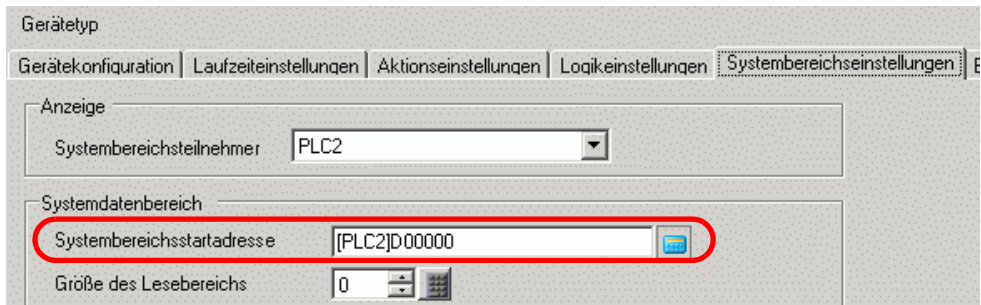 Gerätetyp
Gerätekonfiguration Laufzeiteinstellungen Aktionseinstellungen Logikeinstellungen Systembereichseinstellungen
Anzeige
Systembereichsteilnehmer PLC2
Systemdatenbereich
Systembereichsstartadresse [PLC2]D00000
Größe des Lesebereichs 0